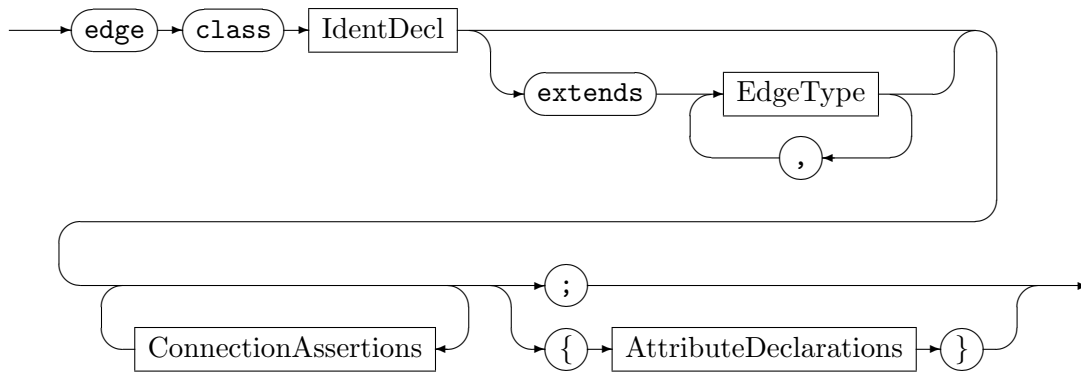 edge class IdentDecl
extends EdgeType
,
;
ConnectionAssertions { AttributeDeclarations }